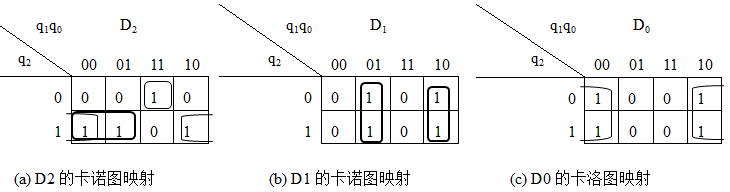 q1q0 D2 q1q0 D1 q1q0 D0
q2 00 01 11 10 q2 00 01 11 10 q2 00 01 11 10
0 0 0 1 0 0 0 1 0 1 0 1 0 0 1
1 1 1 0 1 1 0 1 0 1 1 1 0 0 1
(a) D2 的卡诺图映射 (b) D1 的卡诺图映射 (c) D0 的卡洛图映射